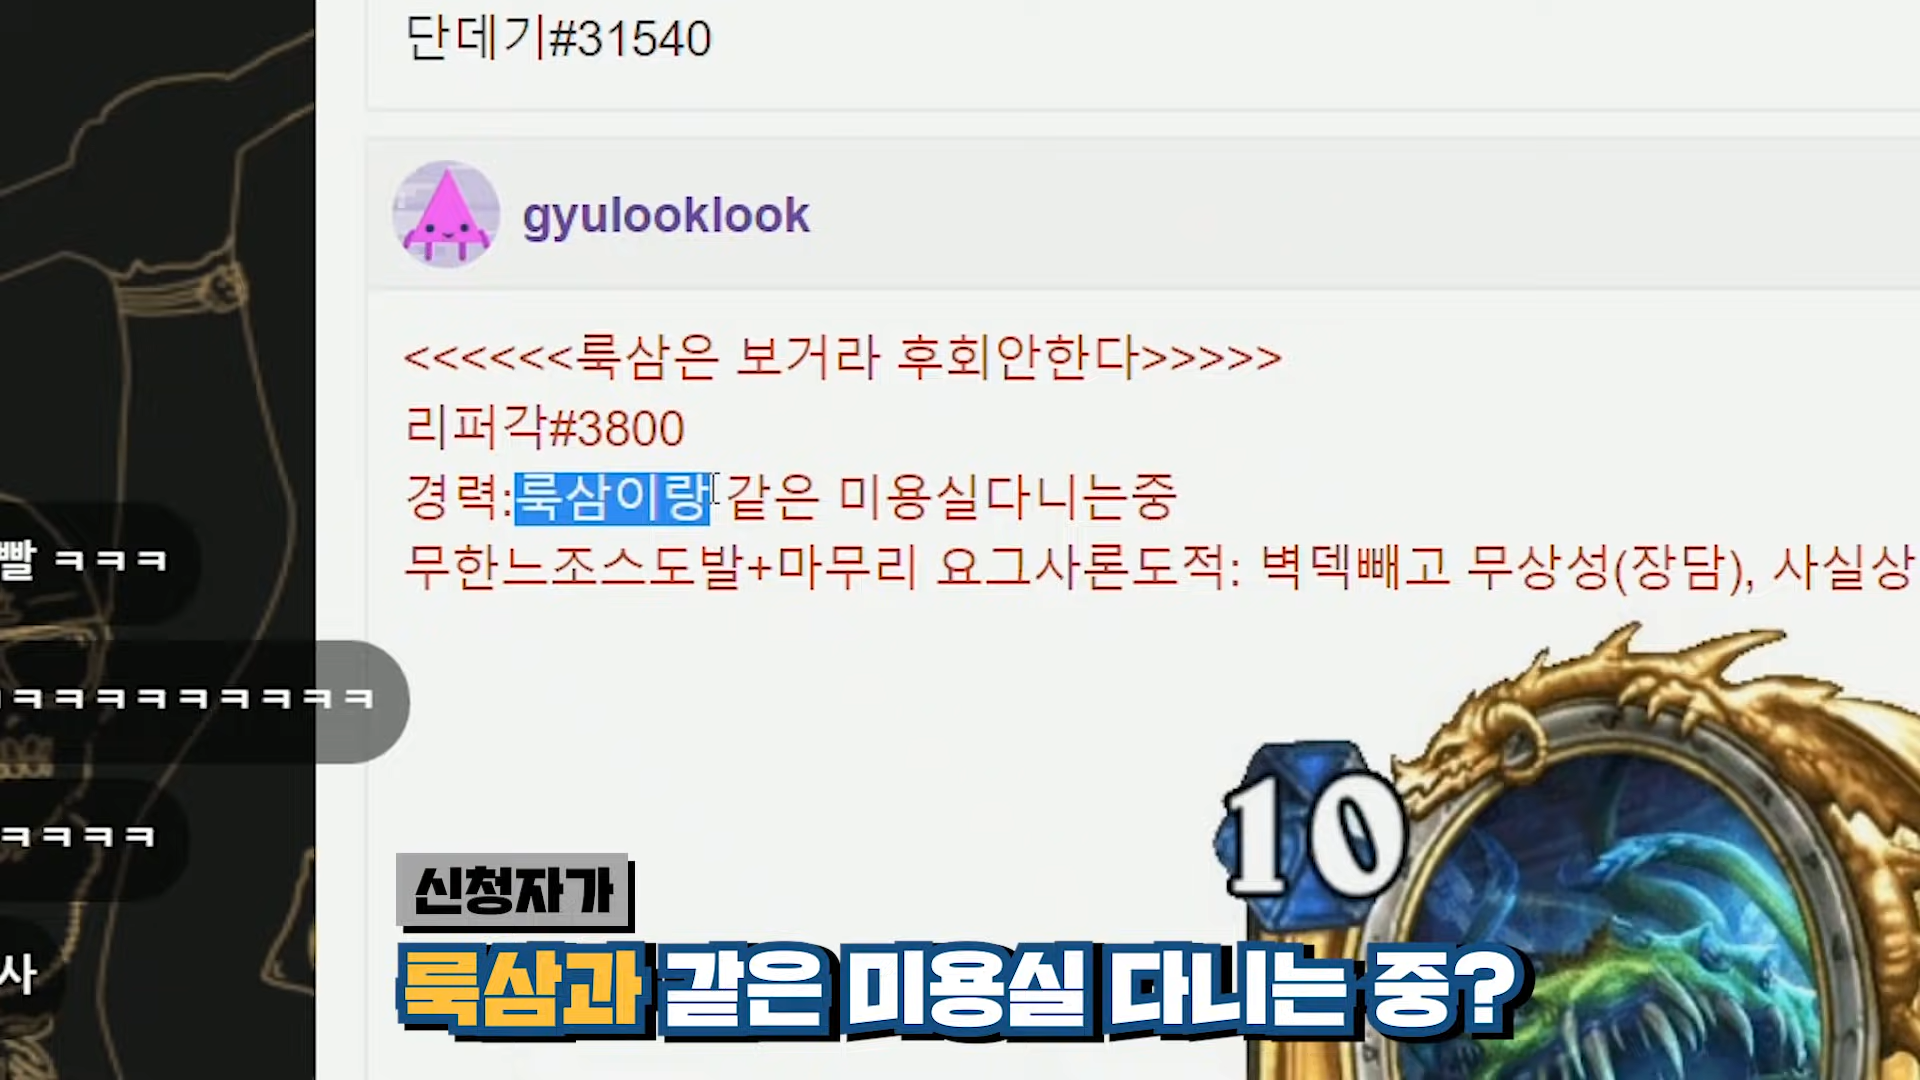 단데기#31540
gyulooklook
<<<<<<룩삼은 보거라 후회안한다>>>>>
리퍼각#3800
경력:룩삼이랑 같은 미용실다니는중
무한느조스도발+마무리 요그사론도적: 벽덱빼고 무상성(장담), 사실상
빨 ㅋㅋㅋ
ㅋㅋㅋㅋㅋㅋㅋㅋㅋ
ㅋㅋㅋㅋ
사
10
신청자가
룩삼과 같은 미용실 다니는 중?